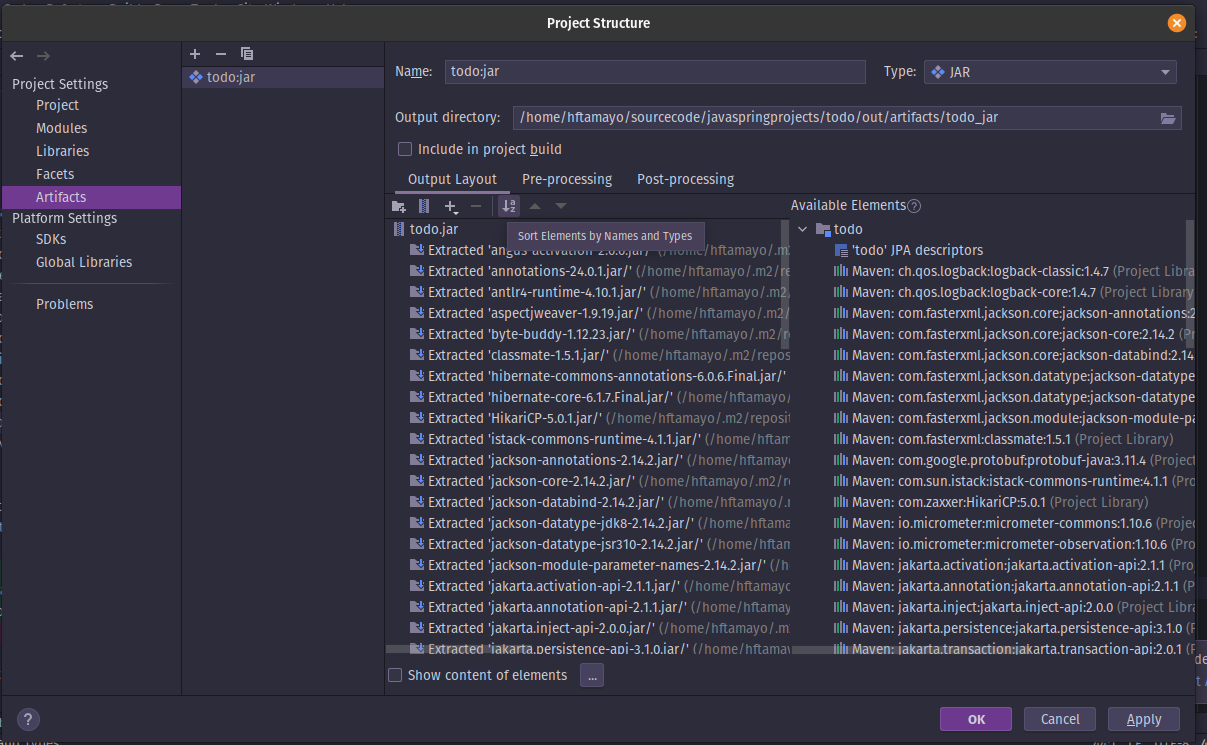 Project Structure
Project Settings
Project
Modules
Libraries
Facets
Artifacts
Platform Settings
SDKs
Global Libraries
Problems
todo:jar
Name: todo:jar
Type: JAR
Output directory: /home/hftamayo/sourcecode/javaspringprojects/todo/out/artifacts/todo_jar
Include in project build
Output Layout Pre-processing Post-processing
Sort Elements by Names and Types
todo.jar
Extracted 'angus-activation-2.0.0.jar/' (/home/hftamayo/.m2
Extracted 'annotations-24.0.1.jar/' (/home/hftamayo/.m2/re
Extracted 'antlr4-runtime-4.10.1.jar/' (/home/hftamayo/.m2
Extracted 'aspectjweaver-1.9.19.jar/' (/home/hftamayo/.m2/
Extracted 'byte-buddy-1.12.23.jar/' (/home/hftamayo/.m2/r
Extracted 'classmate-1.5.1.jar/' (/home/hftamayo/.m2/repos
Extracted 'hibernate-commons-annotations-6.0.6.Final.jar/'
Extracted 'hibernate-core-6.1.7.Final.jar/' (/home/hftamayo/
Extracted 'HikariCP-5.0.1.jar/' (/home/hftamayo/.m2/reposit
Extracted 'istack-commons-runtime-4.1.1.jar/' (/home/hftam
Extracted 'jackson-annotations-2.14.2.jar/' (/home/hftamayo
Extracted 'jackson-core-2.14.2.jar/' (/home/hftamayo/.m2/re
Extracted 'jackson-databind-2.14.2.jar/' (/home/hftamayo/.
Extracted 'jackson-datatype-jdk8-2.14.2.jar/' (/home/hftama
Extracted 'jackson-datatype-jsr310-2.14.2.jar/' (/home/hftam
Extracted 'jackson-module-parameter-names-2.14.2.jar/' (/h
Extracted 'jakarta.activation-api-2.1.1.jar/' (/home/hftamayo
Extracted 'jakarta.annotation-api-2.1.1.jar/' (/home/hftamay
Extracted 'jakarta.inject-api-2.0.0.jar/' (/home/hftamayo/.m2
Extracted 'jakarta.persistence-api-3.1.0.jar/' (/home/hftamay
Show content of elements ...
Available Elements
todo
'todo' JPA descriptors
Maven: ch.qos.logback:logback-classic:1.4.7 (Project Libra
Maven: ch.qos.logback:logback-core:1.4.7 (Project Library
Maven: com.fasterxml.jackson.core:jackson-annotations:2
Maven: com.fasterxml.jackson.core:jackson-core:2.14.2 (Pr
Maven: com.fasterxml.jackson.core:jackson-databind:2.14
Maven: com.fasterxml.jackson.datatype:jackson-datatype
Maven: com.fasterxml.jackson.datatype:jackson-datatype
Maven: com.fasterxml.jackson.module:jackson-module-pa
Maven: com.fasterxml:classmate:1.5.1 (Project Library)
Maven: com.google.protobuf:protobuf-java:3.11.4 (Project
Maven: com.sun.istack:istack-commons-runtime:4.1.1 (Pro
Maven: com.zaxxer:HikariCP:5.0.1 (Project Library)
Maven: io.micrometer:micrometer-commons:1.10.6 (Projec
Maven: io.micrometer:micrometer-observation:1.10.6 (Pro
Maven: jakarta.activation:jakarta.activation-api:2.1.1 (Proj
Maven: jakarta.annotation:jakarta.annotation-api:2.1.1 (P
Maven: jakarta.inject:jakarta.inject-api:2.0.0 (Project Libra
Maven: jakarta.persistence:jakarta.persistence-api:3.1.0 (P
Maven: jakarta.transaction:jakarta.transaction-api:2.0.1 (P
? OK Cancel Apply